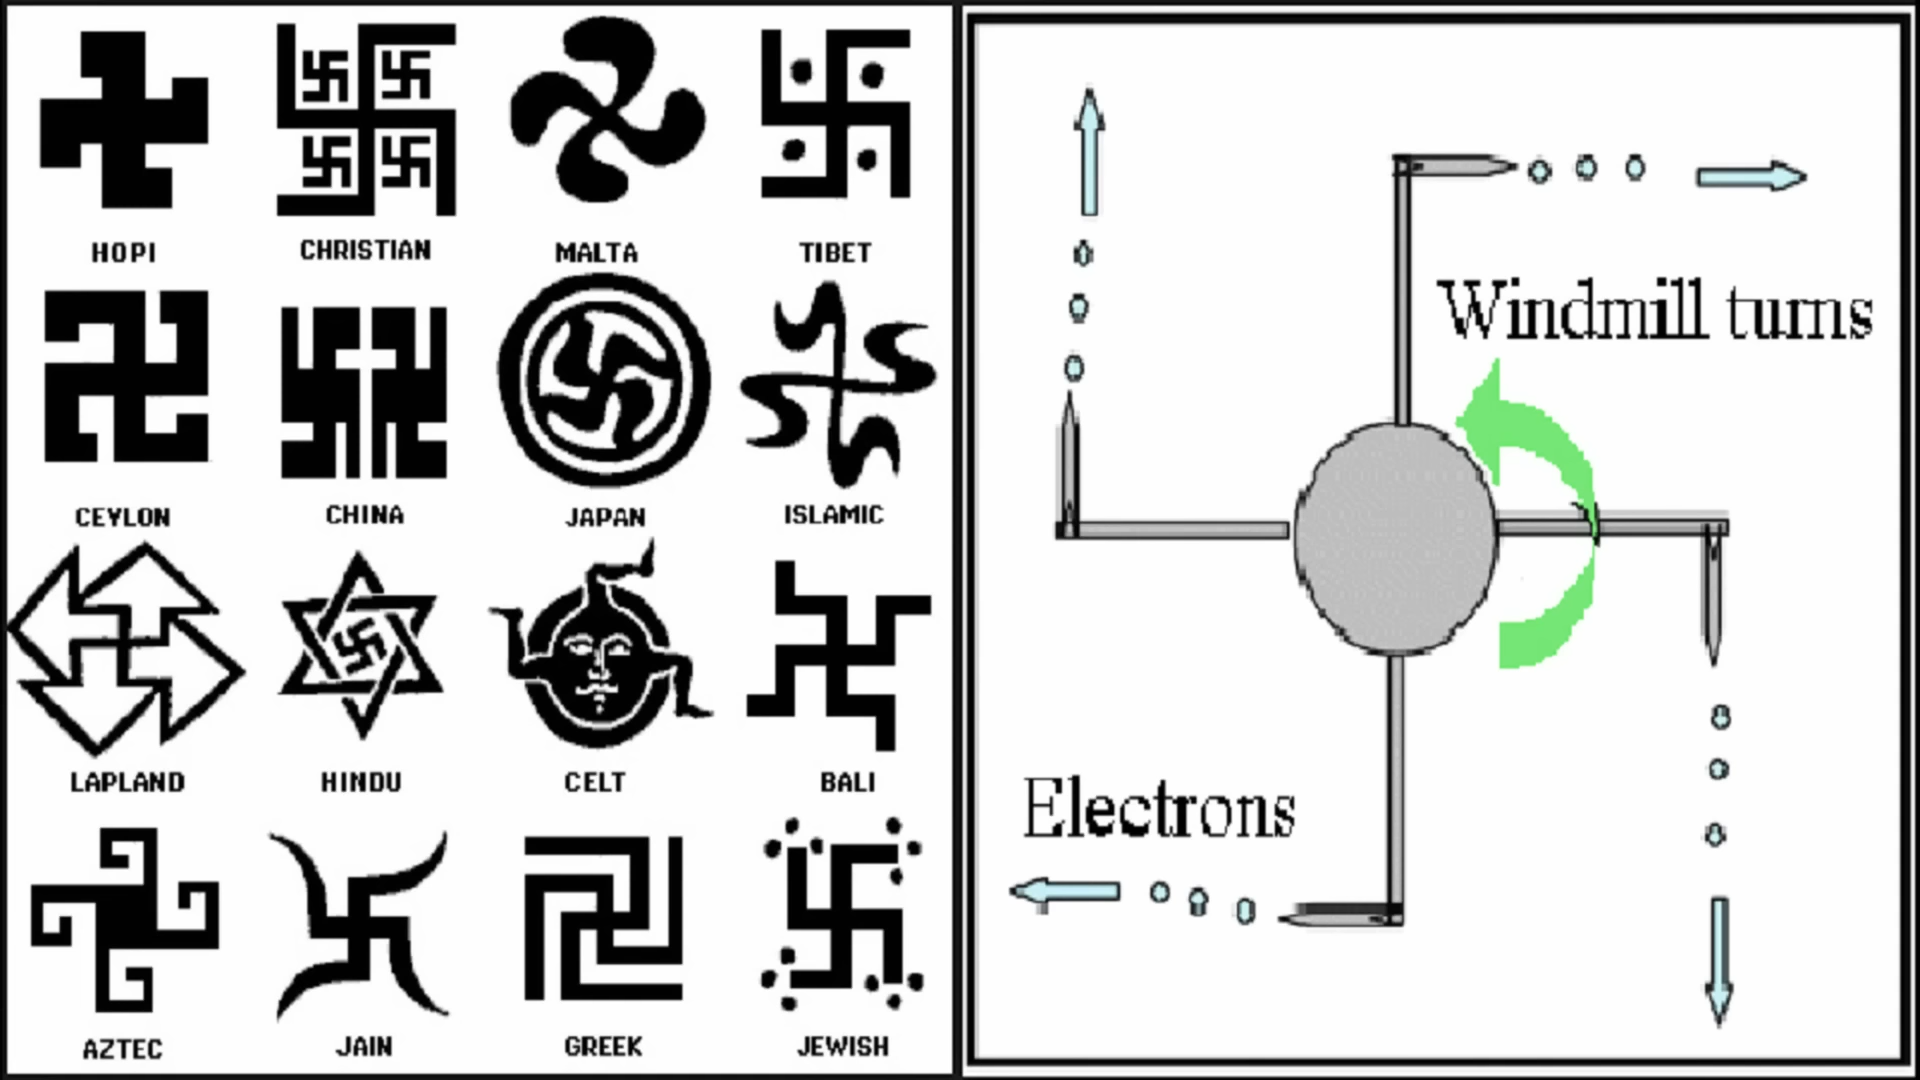 HOPI CHRISTIAN MALTA TIBET
CEYLON CHINA JAPAN ISLAMIC
LAPLAND HINDU CELT BALI
AZTEC JAIN GREEK JEWISH
Windmill turns
Electrons